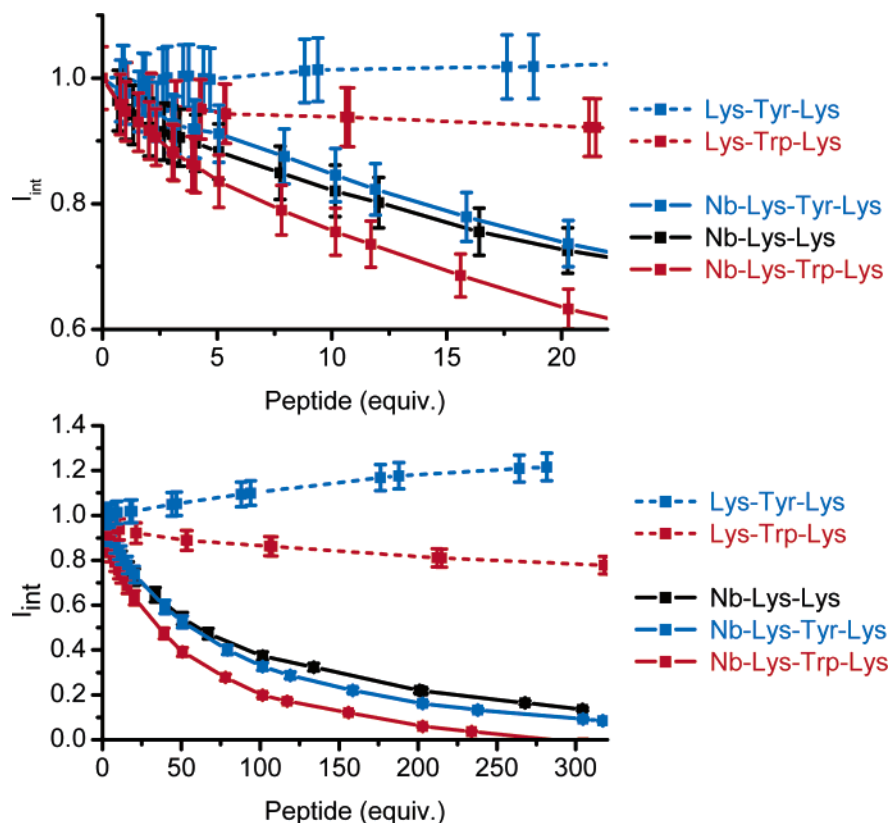 1.0
0.8
0.6
I_int
0
5
10
15
20
Peptide (equiv.)
Lys-Tyr-Lys
Lys-Trp-Lys
Nb-Lys-Tyr-Lys
Nb-Lys-Lys
Nb-Lys-Trp-Lys
1.4
1.2
1.0
0.8
0.6
0.4
0.2
0.0
I_int
0
50
100
150
200
250
300
Peptide (equiv.)
Lys-Tyr-Lys
Lys-Trp-Lys
Nb-Lys-Lys
Nb-Lys-Tyr-Lys
Nb-Lys-Trp-Lys